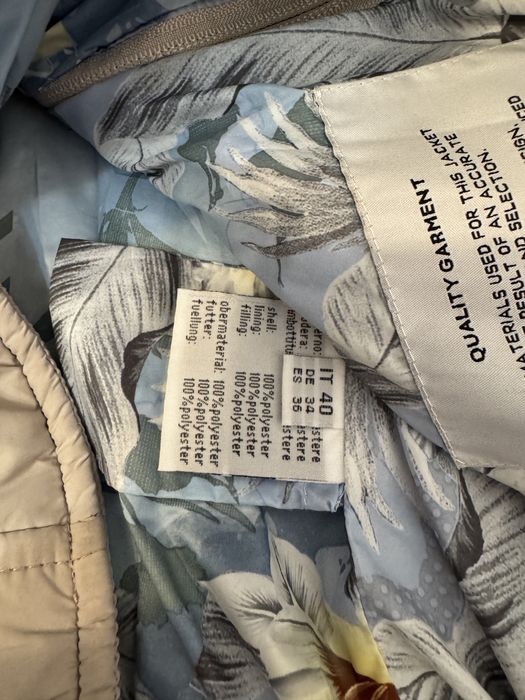 QUALITY GARMENT
MATERIALS USED FOR THIS JACKET
RESULT OF AN ACCURATE
ND SELECTION.
IT 40
DE 34
ES 36
shell: 100%polyester
lining: 100%polyester
filling: 100%polyester
obermaterial: 100%polyester
futter: 100%polyester
fuellung: 100%polyester